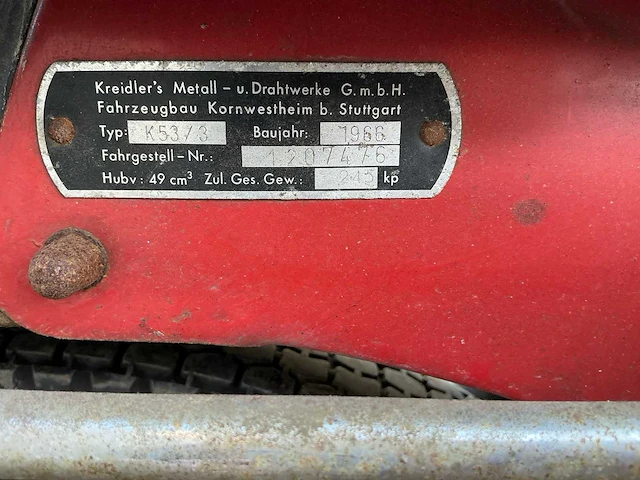 Kreidler's Metall – u. Drahtwerke G.m.b.H.
Fahrzeugbau Kornwestheim b. Stuttgart
Typ: K53/3 Baujahr: 1966
Fahrgestell – Nr.: 1207476
Hubv: 49 cm³ Zul. Ges. Gew.: 245 kp